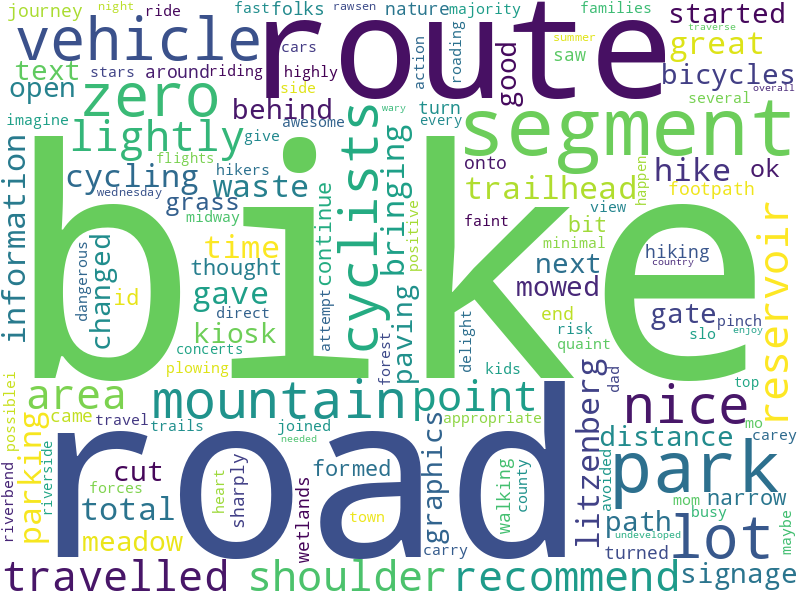 journey
night
ride
fast
folks
rawsen
nature
majority
families
started
vehicle
route
cars
stars
around
riding
highly
text
open
zero
side
good
action
roading
summer
traverse
saw
great
bicycles
several
overall
imagine
lightly
behind
awesome
give
turn
every
wary
segment
flights
hikers
cycling
wednesday
waste
grass
midway
cyclists
continue
positive
bringing
onto
trailhead
hike
ok
happen
footpath
view
faint
bit
minimal
information
bike
dangerous
changed
id
time
thought
gave
direct
kiosk
concerts
plowing
attempt
forest
paving
delight
next
mowed
end
risk
quaint
kids
hiking
country
gate
pinch
slo
enjoy
reservoir
area
mountain
point
appropriate
litzenberg
dad
nice
top
mo
carey
possiblei
came
travel
trails
joined
needed
parking
riverbend
riverside
road
cut
forces
total
meadow
heart
sharply
wetlands
town
formed
graphics
carry
walking
county
avoided
distance
path
turned
undeveloped
park
mom
busy
narrow
lot
maybe
signage
travelled
shoulder
recommend